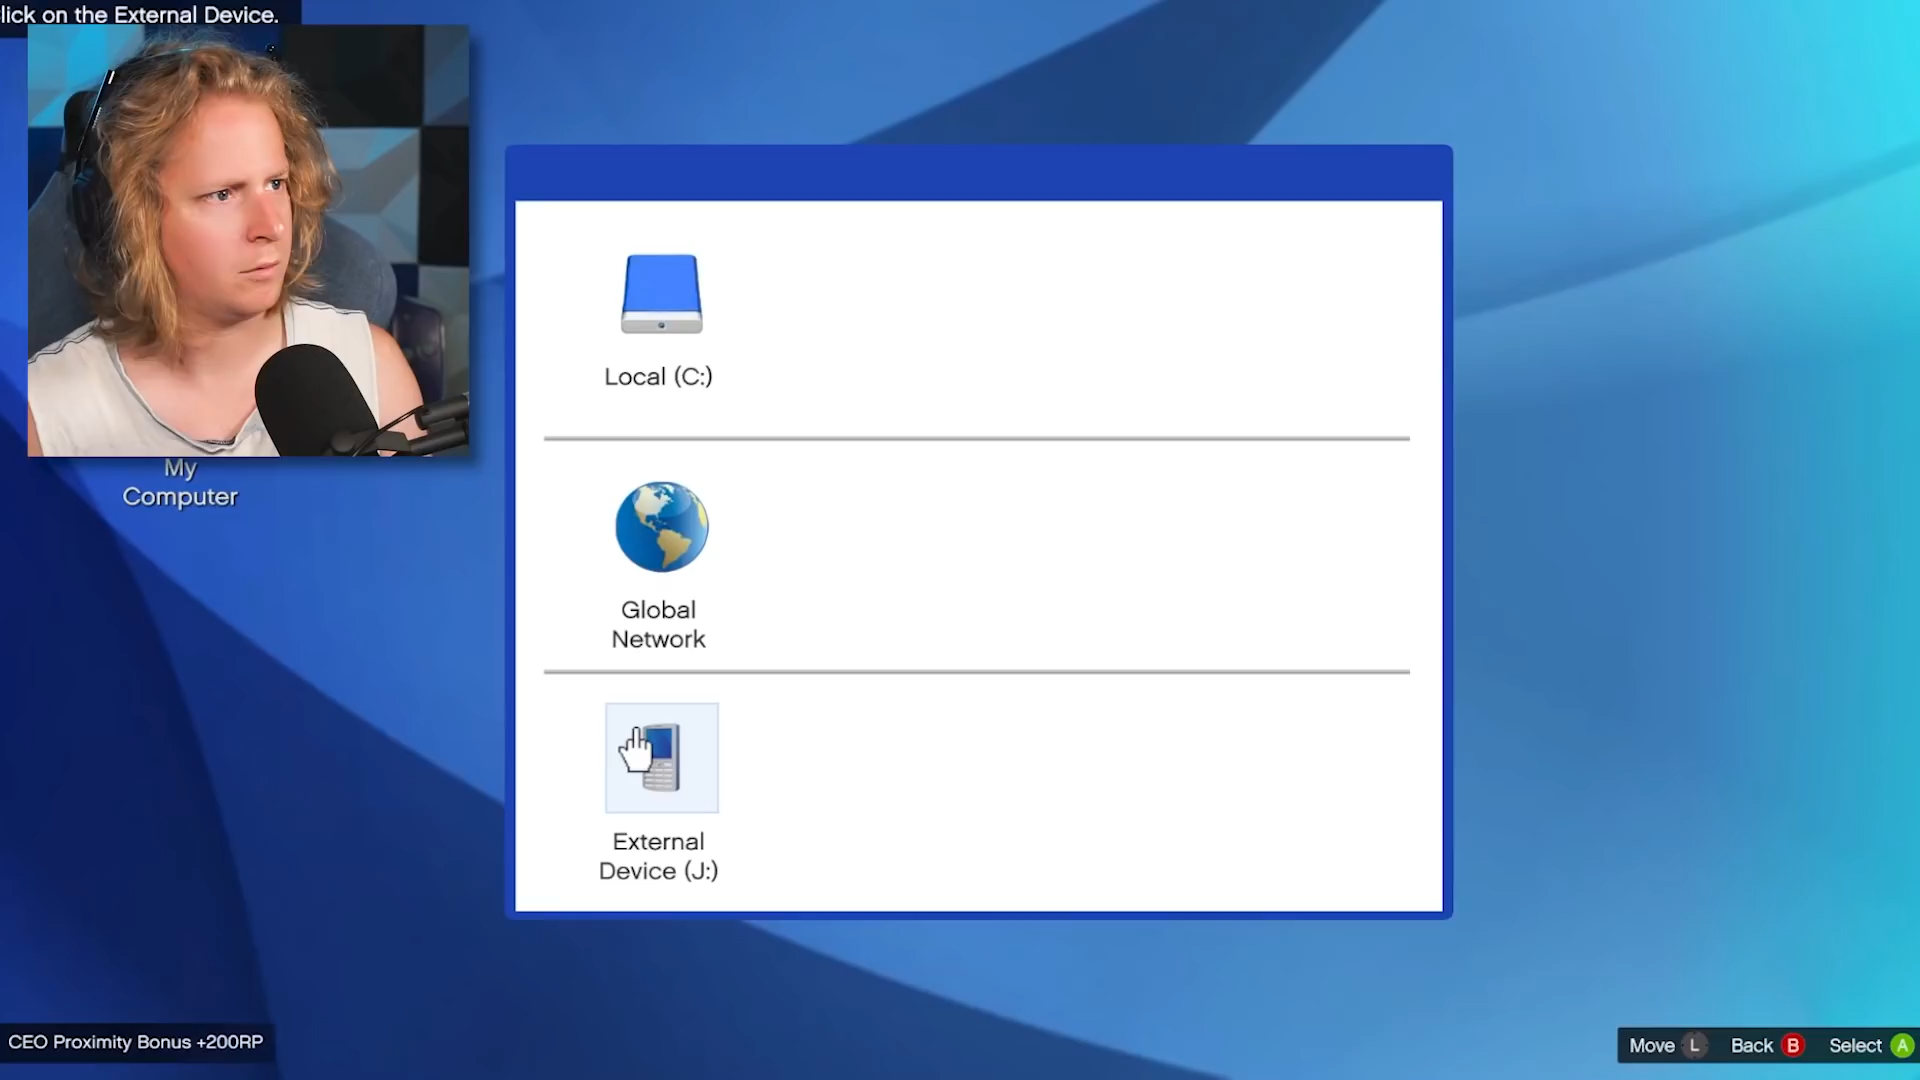 lick on the External Device.
My
Computer
Local (C:)
Global
Network
External
Device (J:)
CEO Proximity Bonus +200RP
Move L Back B Select A